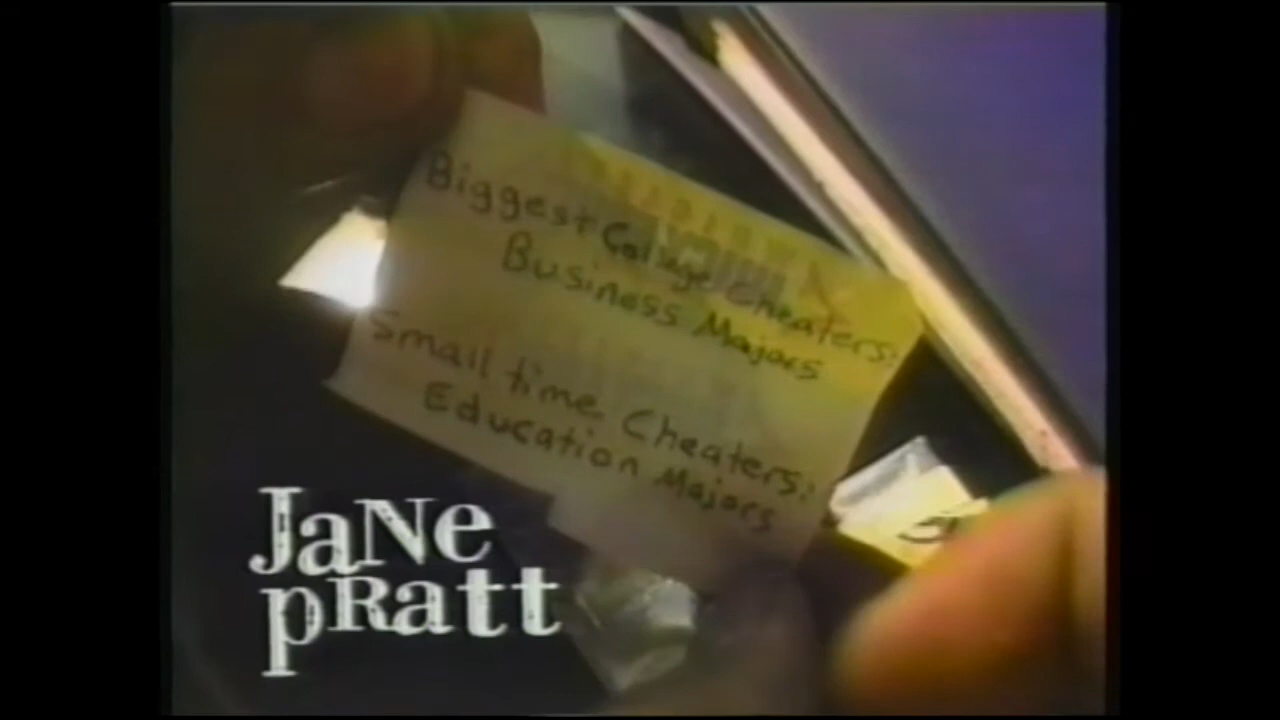 Biggest College Cheaters:
Business Majors
Small time Cheaters:
Education Majors
JaNe
pRatt